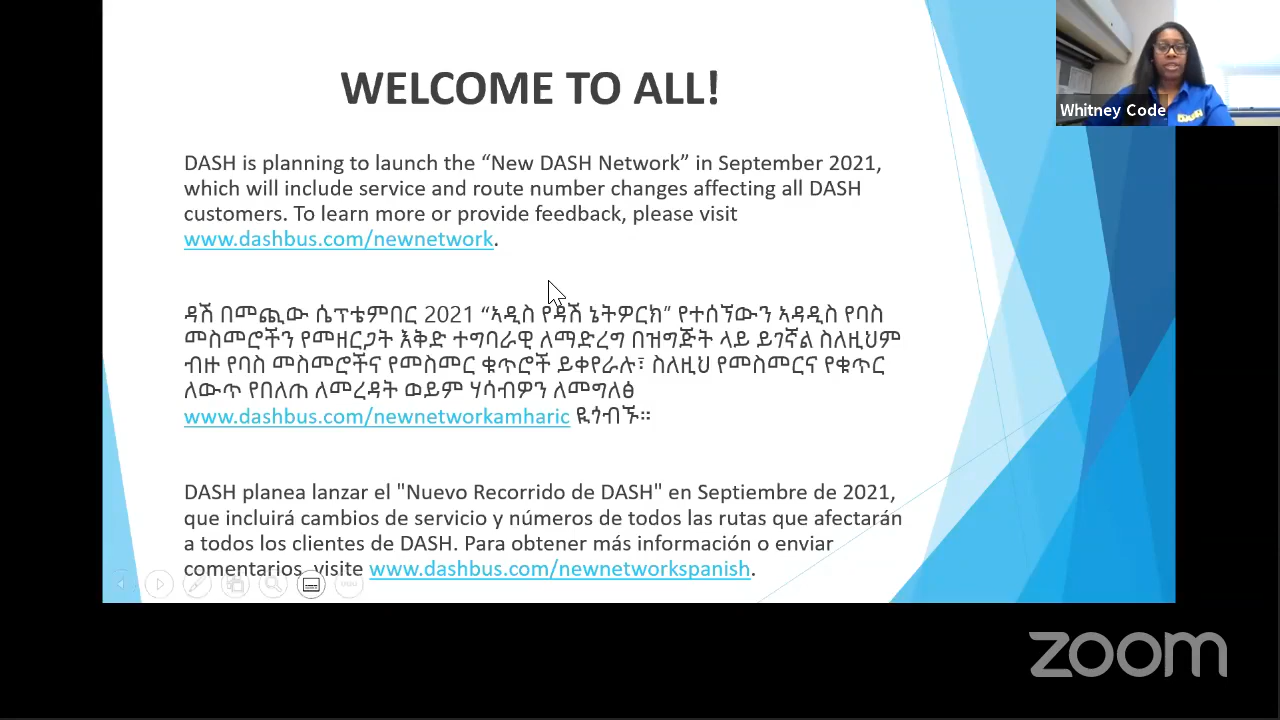 WELCOME TO ALL!
DASH is planning to launch the “New DASH Network” in September 2021,
which will include service and route number changes affecting all DASH
customers. To learn more or provide feedback, please visit
www.dashbus.com/newnetwork.
ዳሽ በመጪው ሴፕቴምበር 2021 “ኣዲስ የዳሽ ኔትዎርክ” የተሰኘውን ኣዳዲስ የባስ
መስመሮችን የመዘርጋት እቅድ ተግባራዊ ለማድረግ በዝግጅት ላይ ይገኛል ስለዚህም
ብዙ የባስ መስመሮችና የመስመር ቁጥሮች ይቀየራሉ፣ ስለዚህ የመስመርና የቁጥር
ለውጥ የበለጠ ለመረዳት ወይም ሃሳብዎን ለመግለፅ
www.dashbus.com/newnetworkamharic ዪጎብኙ።
DASH planea lanzar el "Nuevo Recorrido de DASH" en Septiembre de 2021,
que incluirá cambios de servicio y números de todos las rutas que afectarán
a todos los clientes de DASH. Para obtener más información o enviar
comentarios, visite www.dashbus.com/newnetworkspanish.
Whitney Code
DASH
zoom